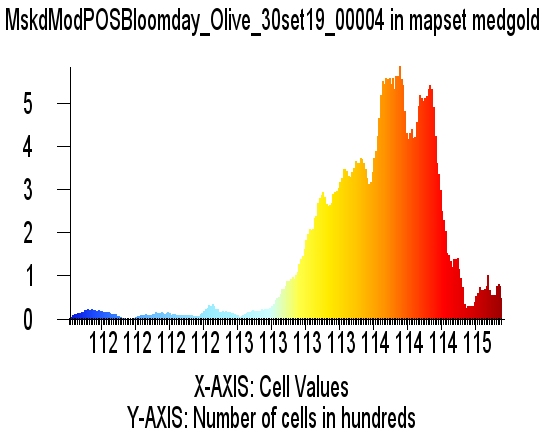 MskdModPOSBloomday_Olive_30set19_00004 in mapset medgold
5
4
3
2
1
0
112 112 112 112 113 113 113 113 114 114 114 115
X-AXIS: Cell Values
Y-AXIS: Number of cells in hundreds